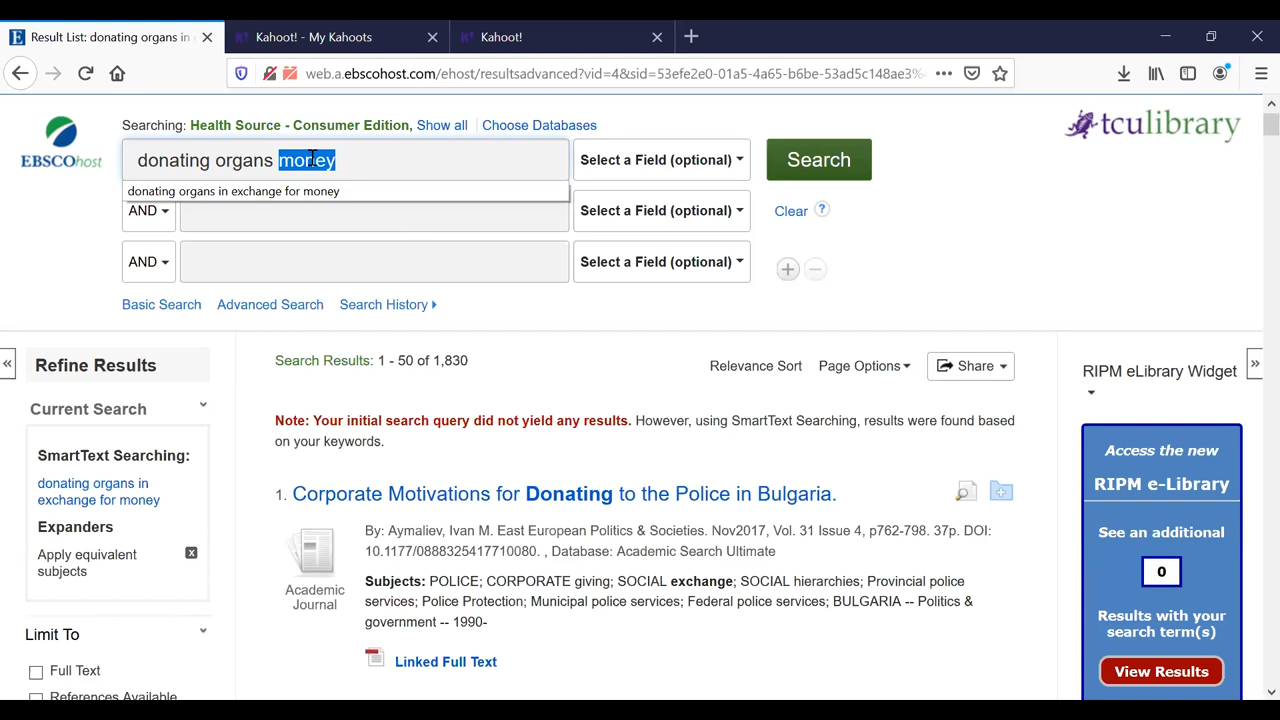 Result List: donating organs in
Kahoot! - My Kahoots
Kahoot!
web.a.ebscohost.com/ehost/resultsadvanced?vid=4&sid=53efe2e0-01a5-4a65-b6be-53ad5c148ae3%
Searching: Health Source - Consumer Edition, Show all
Choose Databases
EBSCOhost
donating organs money
Select a Field (optional)
Search
tculibrary
donating organs in exchange for money
AND
Select a Field (optional)
Clear ?
AND
Select a Field (optional)
Basic Search
Advanced Search
Search History
Refine Results
Current Search
SmartText Searching:
donating organs in
exchange for money
Expanders
Apply equivalent
subjects
Limit To
Full Text
References Available
Search Results: 1 - 50 of 1,830
Relevance Sort
Page Options
Share
Note: Your initial search query did not yield any results. However, using SmartText Searching, results were found based
on your keywords.
1. Corporate Motivations for Donating to the Police in Bulgaria.
By: Aymaliev, Ivan M. East European Politics & Societies. Nov2017, Vol. 31 Issue 4, p762-798. 37p. DOI:
10.1177/0888325417710080. , Database: Academic Search Ultimate
Academic
Journal
Subjects: POLICE; CORPORATE giving; SOCIAL exchange; SOCIAL hierarchies; Provincial police
services; Police Protection; Municipal police services; Federal police services; BULGARIA -- Politics &
government -- 1990-
Linked Full Text
RIPM eLibrary Widget
Access the new
RIPM e-Library
See an additional
0
Results with your
search term(s)
View Results